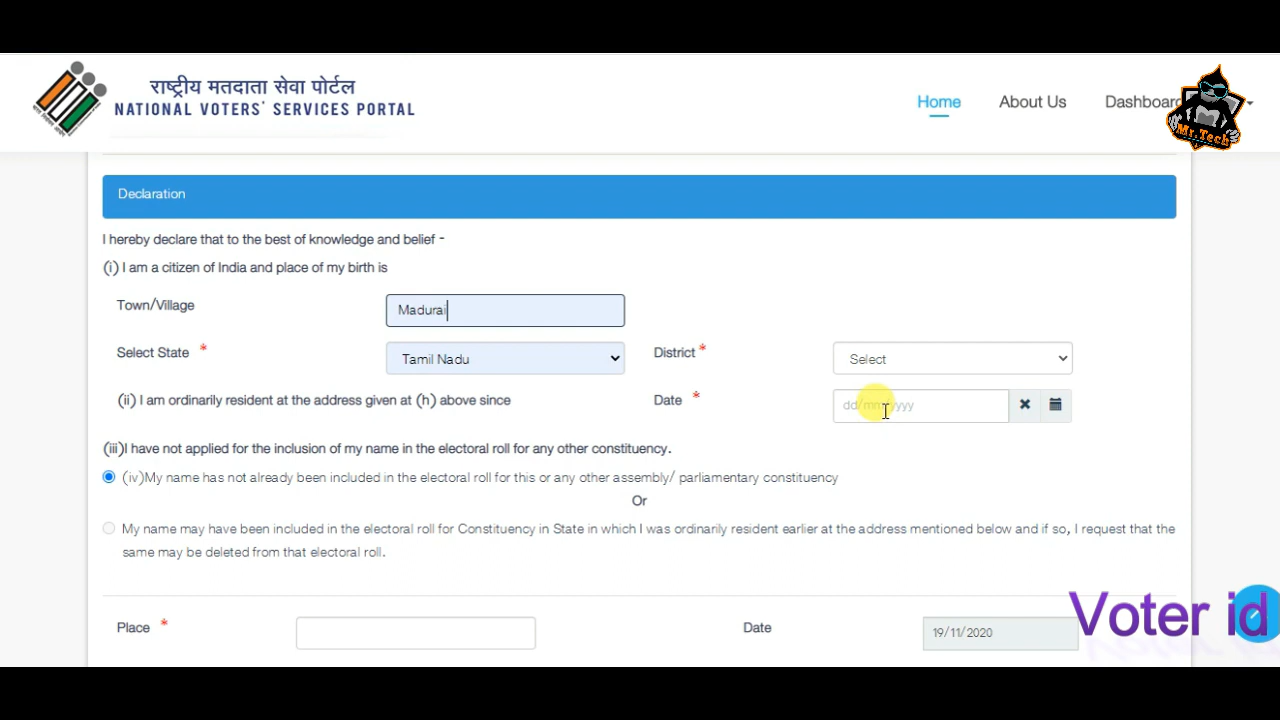 राष्ट्रीय मतदाता सेवा पोर्टल
NATIONAL VOTERS' SERVICES PORTAL
Home About Us Dashboard
Mr.Tech
Declaration
I hereby declare that to the best of knowledge and belief -
(i) I am a citizen of India and place of my birth is
Town/Village Madurai
Select State * Tamil Nadu District * Select
(ii) I am ordinarily resident at the address given at (h) above since Date * dd/mm/yyyy
(iii)I have not applied for the inclusion of my name in the electoral roll for any other constituency.
(iv)My name has not already been included in the electoral roll for this or any other assembly/ parliamentary constituency
Or
My name may have been included in the electoral roll for Constituency in State in which I was ordinarily resident earlier at the address mentioned below and if so, I request that the
same may be deleted from that electoral roll.
Voter id
Place * Date 19/11/2020